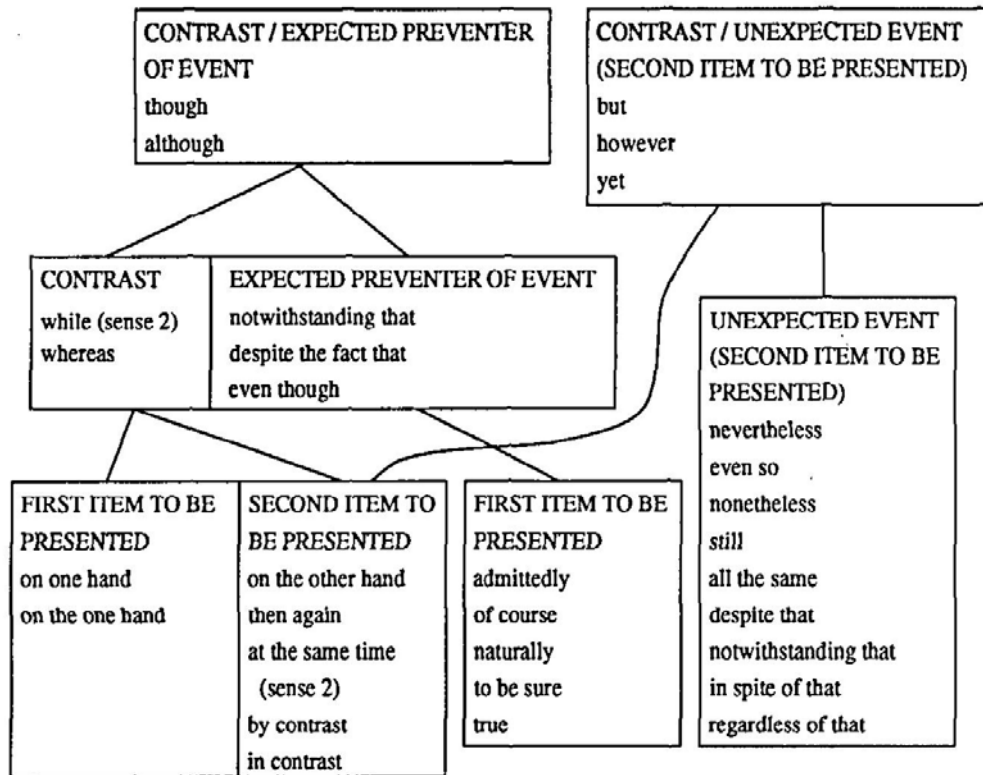 CONTRAST / EXPECTED PREVENTER
OF EVENT
though
although
CONTRAST / UNEXPECTED EVENT
(SECOND ITEM TO BE PRESENTED)
but
however
yet
CONTRAST
while (sense 2)
whereas
EXPECTED PREVENTER OF EVENT
notwithstanding that
despite the fact that
even though
UNEXPECTED EVENT
(SECOND ITEM TO BE
PRESENTED)
nevertheless
even so
nonetheless
still
all the same
despite that
notwithstanding that
in spite of that
regardless of that
FIRST ITEM TO BE
PRESENTED
on one hand
on the one hand
SECOND ITEM TO
BE PRESENTED
on the other hand
then again
at the same time
(sense 2)
by contrast
in contrast
FIRST ITEM TO BE
PRESENTED
admittedly
of course
naturally
to be sure
true